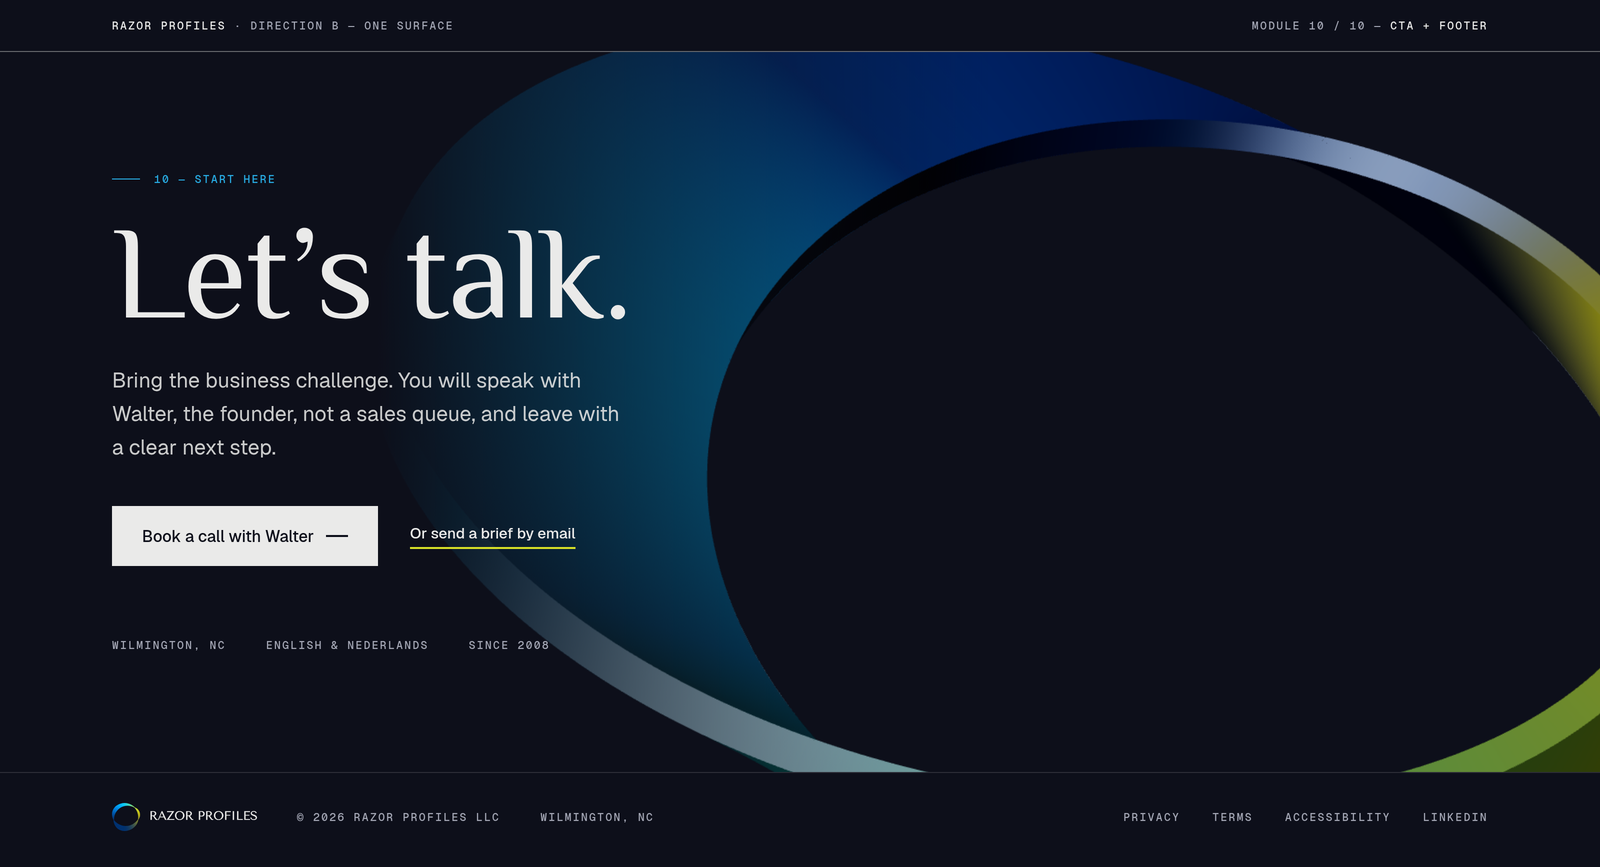 RAZOR PROFILES · DIRECTION B — ONE SURFACE
MODULE 10 / 10 — CTA + FOOTER
10 — START HERE
Let’s talk.
Bring the business challenge. You will speak with
Walter, the founder, not a sales queue, and leave with
a clear next step.
Book a call with Walter —
Or send a brief by email
WILMINGTON, NC
ENGLISH & NEDERLANDS
SINCE 2008
RAZOR PROFILES
© 2026 RAZOR PROFILES LLC
WILMINGTON, NC
PRIVACY
TERMS
ACCESSIBILITY
LINKEDIN